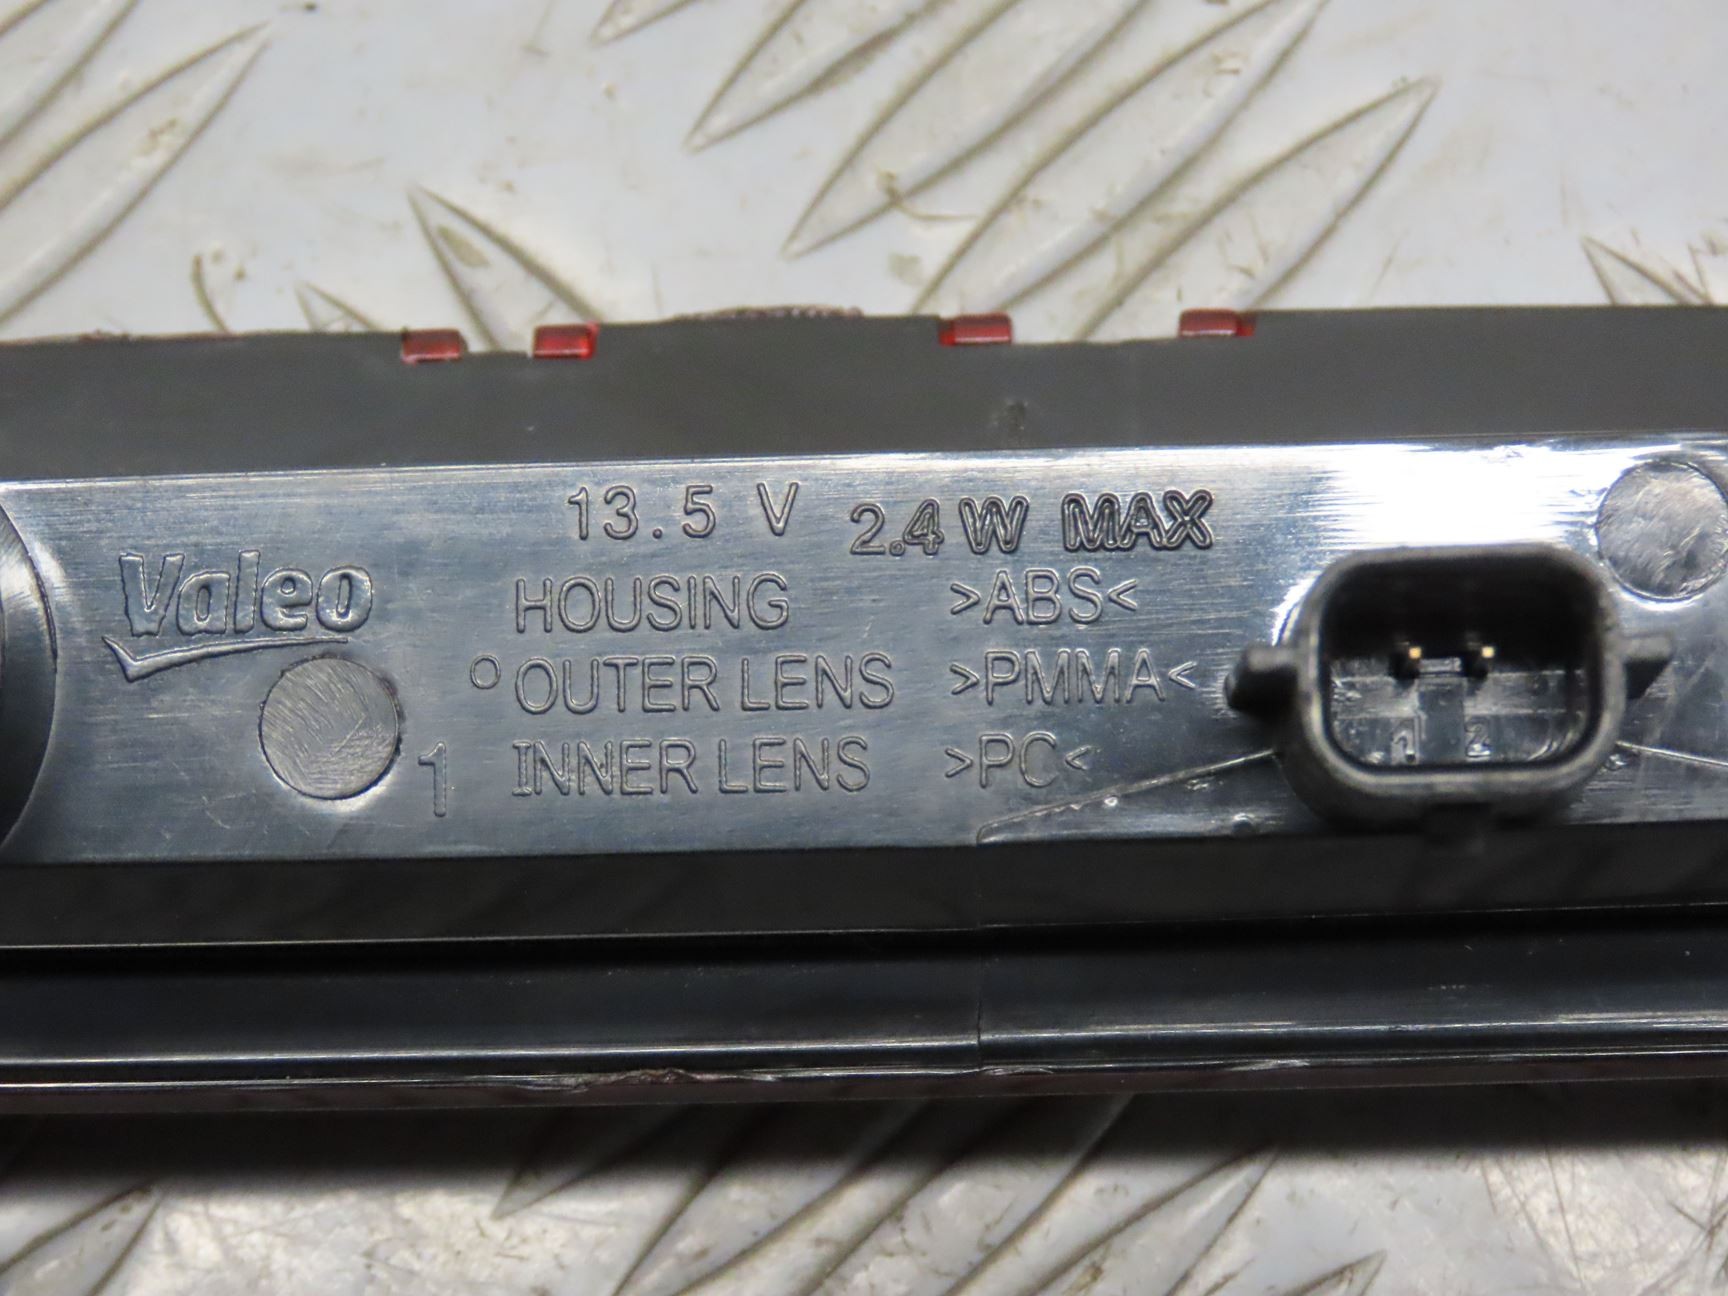 Valeo
13.5 V 2.4 W MAX
HOUSING >ABS<
OUTER LENS >PMMA<
INNER LENS >PC<
1
1 2